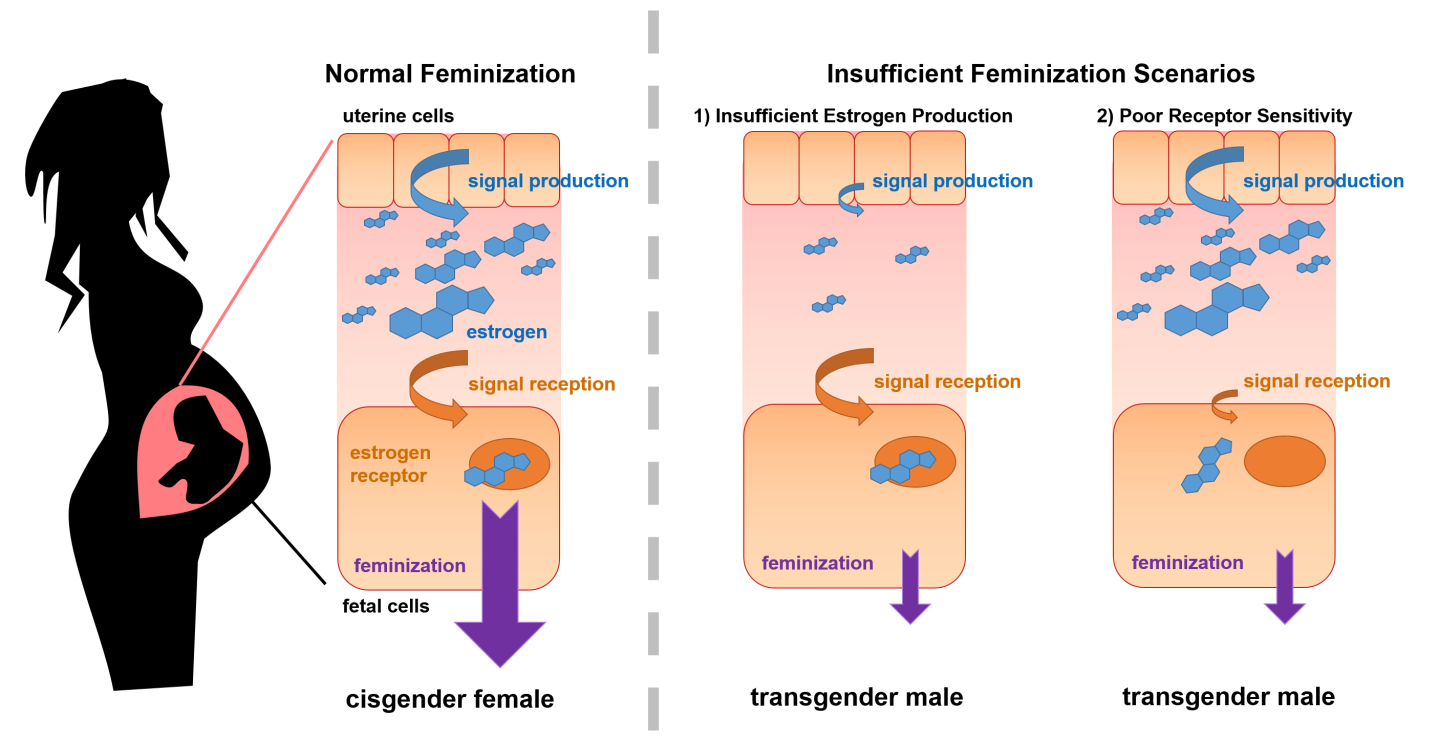 Normal Feminization
uterine cells
signal production
estrogen
signal reception
estrogen
receptor
feminization
fetal cells
cisgender female
Insufficient Feminization Scenarios
1) Insufficient Estrogen Production
signal production
signal reception
feminization
transgender male
2) Poor Receptor Sensitivity
signal production
signal reception
feminization
transgender male